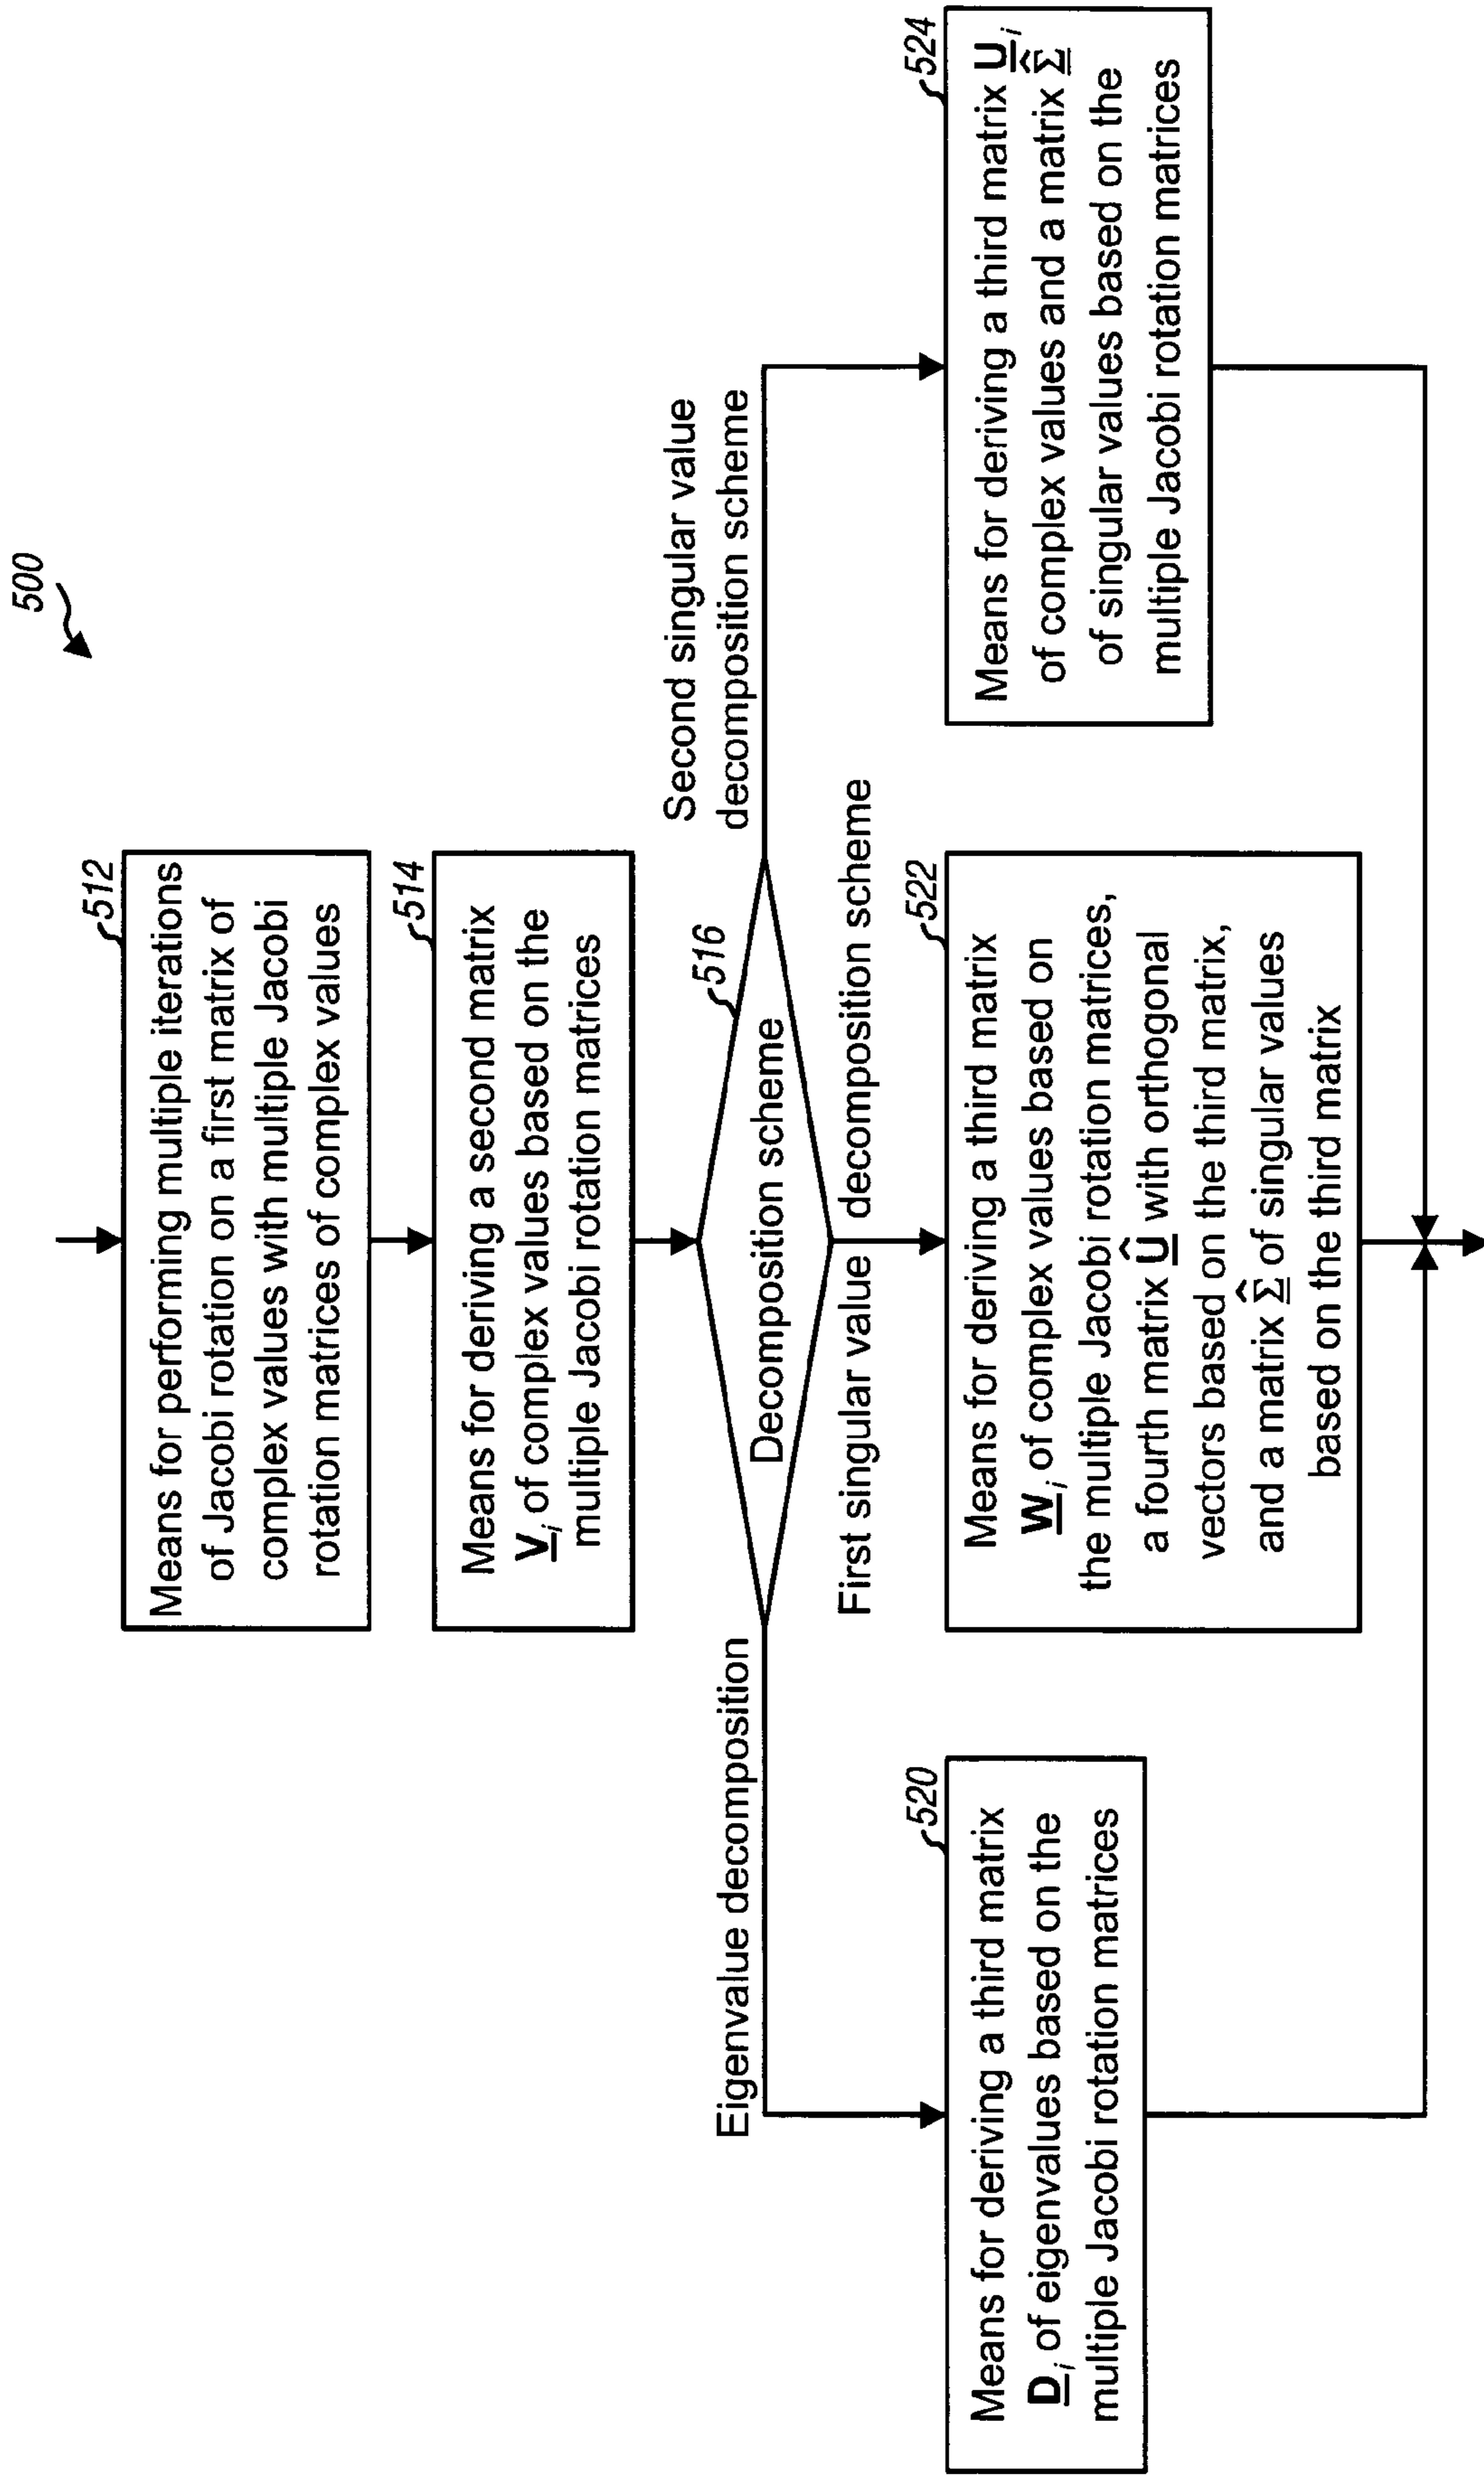 500
512
Means for performing multiple iterations
of Jacobi rotation on a first matrix of
complex values with multiple Jacobi
rotation matrices of complex values
514
Means for deriving a second matrix
V̲i of complex values based on the
multiple Jacobi rotation matrices
516
Decomposition scheme
Eigenvalue decomposition
First singular value decomposition scheme
Second singular value
decomposition scheme
520
Means for deriving a third matrix
D̲i of eigenvalues based on the
multiple Jacobi rotation matrices
522
Means for deriving a third matrix
W̲i of complex values based on
the multiple Jacobi rotation matrices,
a fourth matrix Û̲ with orthogonal
vectors based on the third matrix,
and a matrix Σ̲̂ of singular values
based on the third matrix
524
Means for deriving a third matrix U̲i
of complex values and a matrix Σ̲̂
of singular values based on the
multiple Jacobi rotation matrices